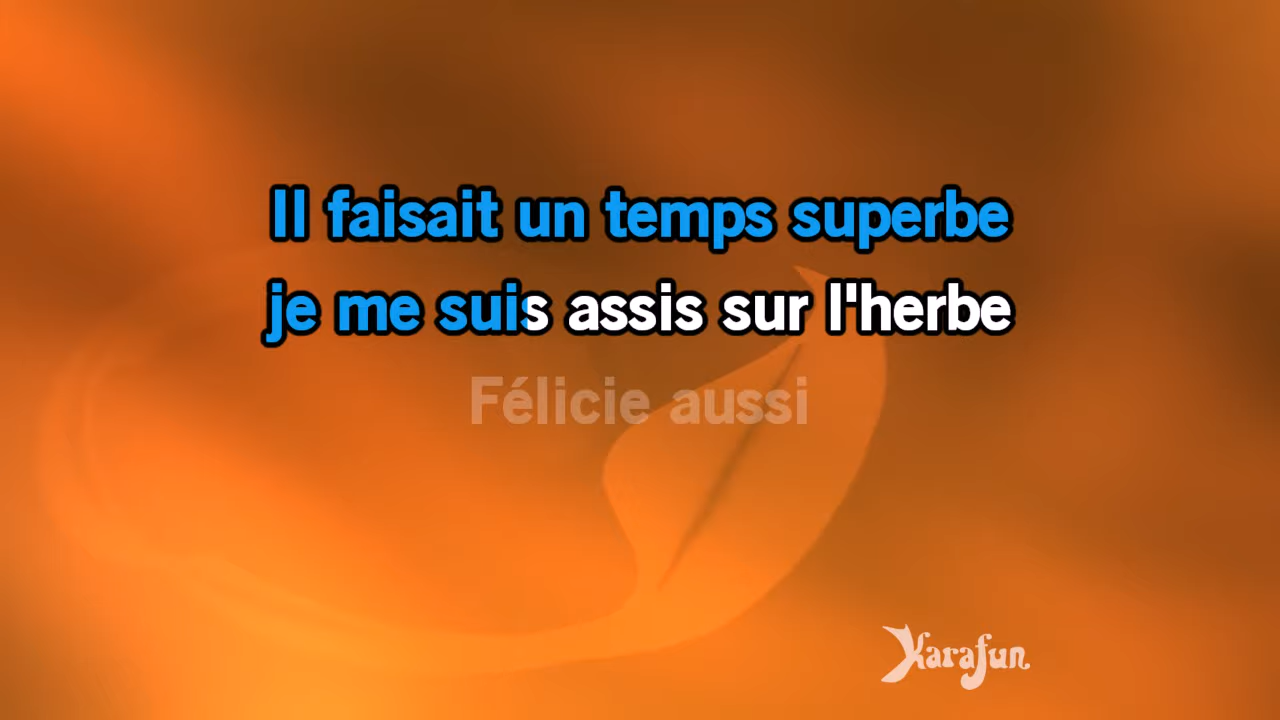 Il faisait un temps superbe
je me suis assis sur l'herbe
Félicie aussi
Karafun